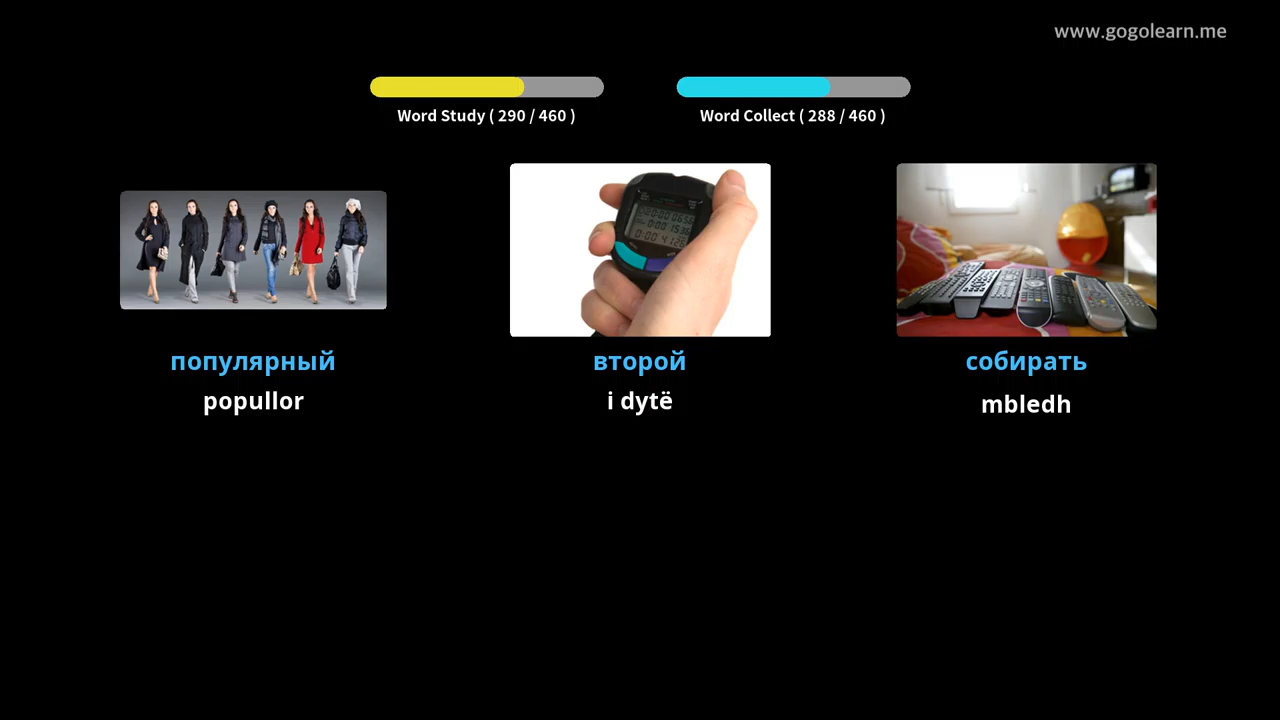 www.gogolearn.me
Word Study ( 290 / 460 )
Word Collect ( 288 / 460 )
популярный
popullor
второй
i dytë
собирать
mbledh